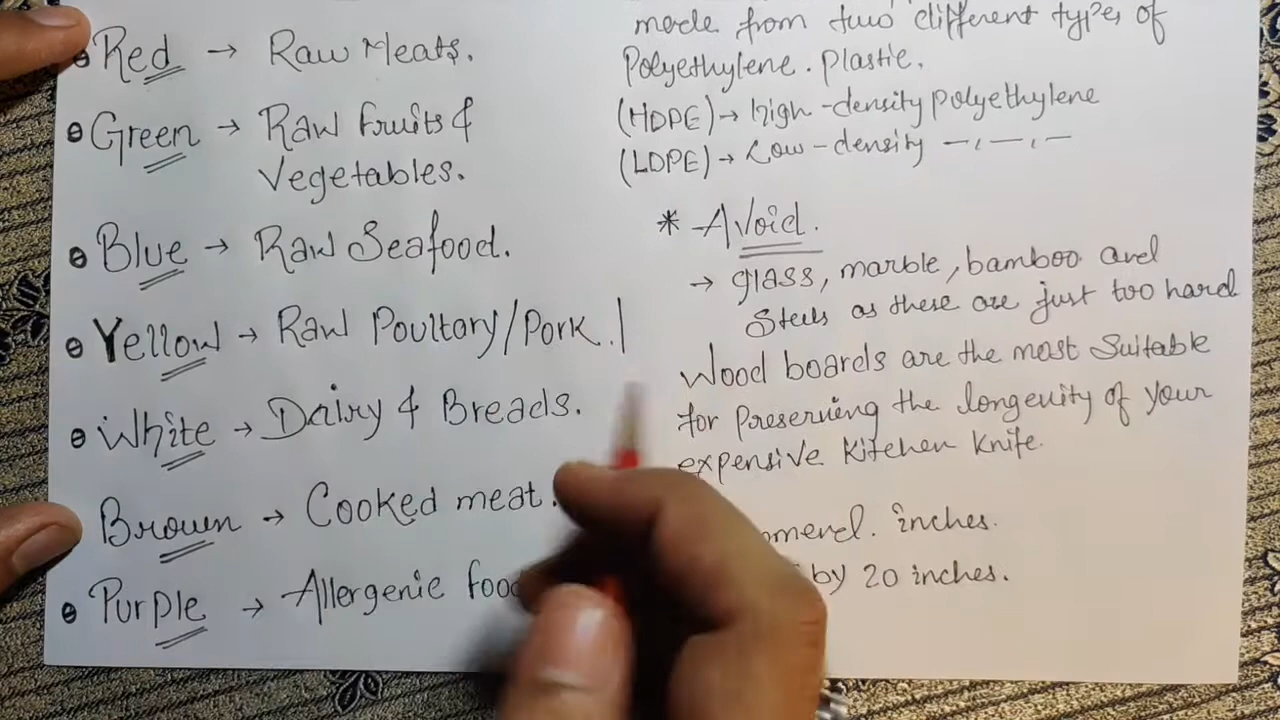 Red → Raw Meats.
Green → Raw fruits &
Vegetables.
Blue → Raw Seafood.
Yellow → Raw Poultory/Pork.
White → Dairy & Breads.
Brown → Cooked meat.
Purple → Allergenic
made from two different types of
Polyethylene. Plastic.
(HDPE) → high-density polyethylene
(LDPE) → Low-density —,—,—
* Avoid.
→ glass, marble, bamboo and
as these are just too hard
Wood boards are the most suitable
for Preserving the longevity of your
expensive Kitchen Knife.
inches.
by 20 inches.